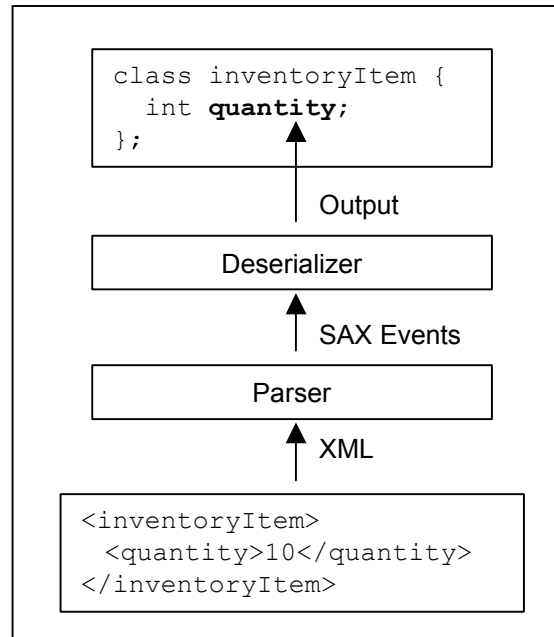 class inventoryItem {
int quantity;
};
Output
Deserializer
SAX Events
Parser
XML
<inventoryItem>
<quantity>10</quantity>
</inventoryItem>